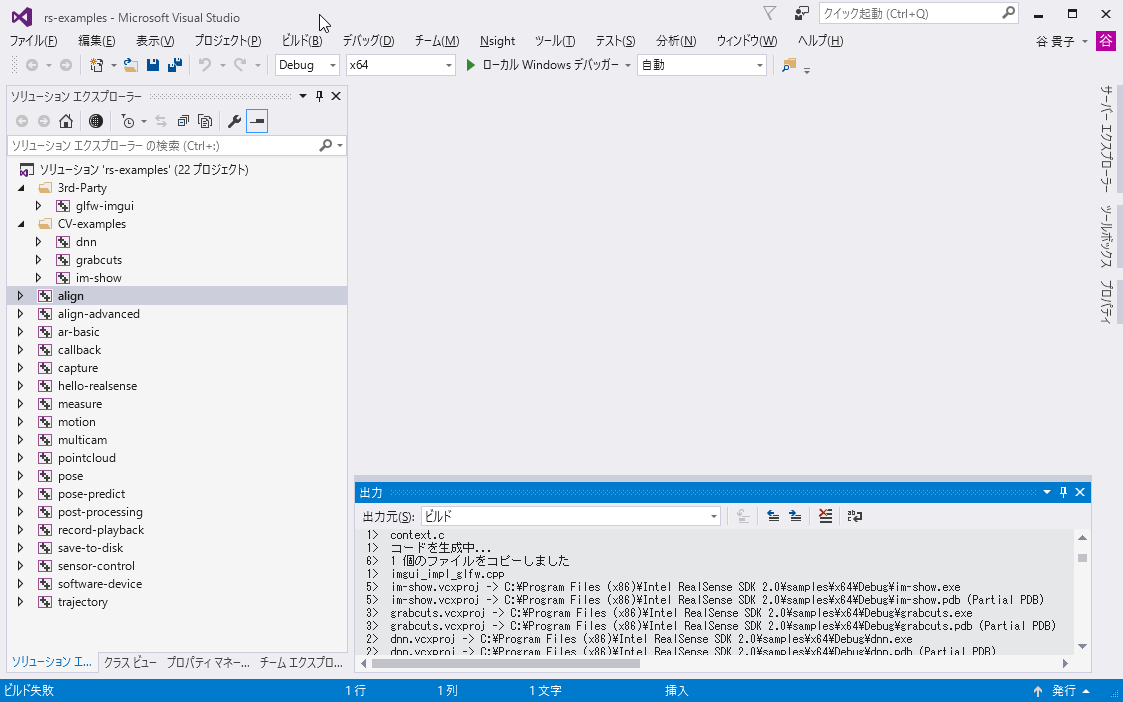 rs-examples - Microsoft Visual Studio
クイック起動 (Ctrl+Q)
ファイル(F) 編集(E) 表示(V) プロジェクト(P) ビルド(B) デバッグ(D) チーム(M) Nsight ツール(T) テスト(S) 分析(N) ウィンドウ(W) ヘルプ(H) 谷 貴子 谷
Debug x64 ローカル Windows デバッガー 自動
ソリューション エクスプローラー
ソリューション エクスプローラー の検索 (Ctrl+:)
ソリューション 'rs-examples' (22 プロジェクト)
3rd-Party
glfw-imgui
CV-examples
dnn
grabcuts
im-show
align
align-advanced
ar-basic
callback
capture
hello-realsense
measure
motion
multicam
pointcloud
pose
pose-predict
post-processing
record-playback
save-to-disk
sensor-control
software-device
trajectory
ソリューション エ... クラス ビュー プロパティ マネー... チーム エクスプロ...
サーバー エクスプローラー
ツールボックス
プロパティ
出力
出力元(S): ビルド
1> context.c
1> コードを生成中...
6> 1 個のファイルをコピーしました
1> imgui_impl_glfw.cpp
5> im-show.vcxproj -> C:¥Program Files (x86)¥Intel RealSense SDK 2.0¥samples¥x64¥Debug¥im-show.exe
5> im-show.vcxproj -> C:¥Program Files (x86)¥Intel RealSense SDK 2.0¥samples¥x64¥Debug¥im-show.pdb (Partial PDB)
3> grabcuts.vcxproj -> C:¥Program Files (x86)¥Intel RealSense SDK 2.0¥samples¥x64¥Debug¥grabcuts.exe
3> grabcuts.vcxproj -> C:¥Program Files (x86)¥Intel RealSense SDK 2.0¥samples¥x64¥Debug¥grabcuts.pdb (Partial PDB)
2> dnn.vcxproj -> C:¥Program Files (x86)¥Intel RealSense SDK 2.0¥samples¥x64¥Debug¥dnn.exe
2> dnn.vcxproj -> C:¥Program Files (x86)¥Intel RealSense SDK 2.0¥samples¥x64¥Debug¥dnn.pdb (Partial PDB)
ビルド失敗 1 行 1 列 1 文字 挿入 発行